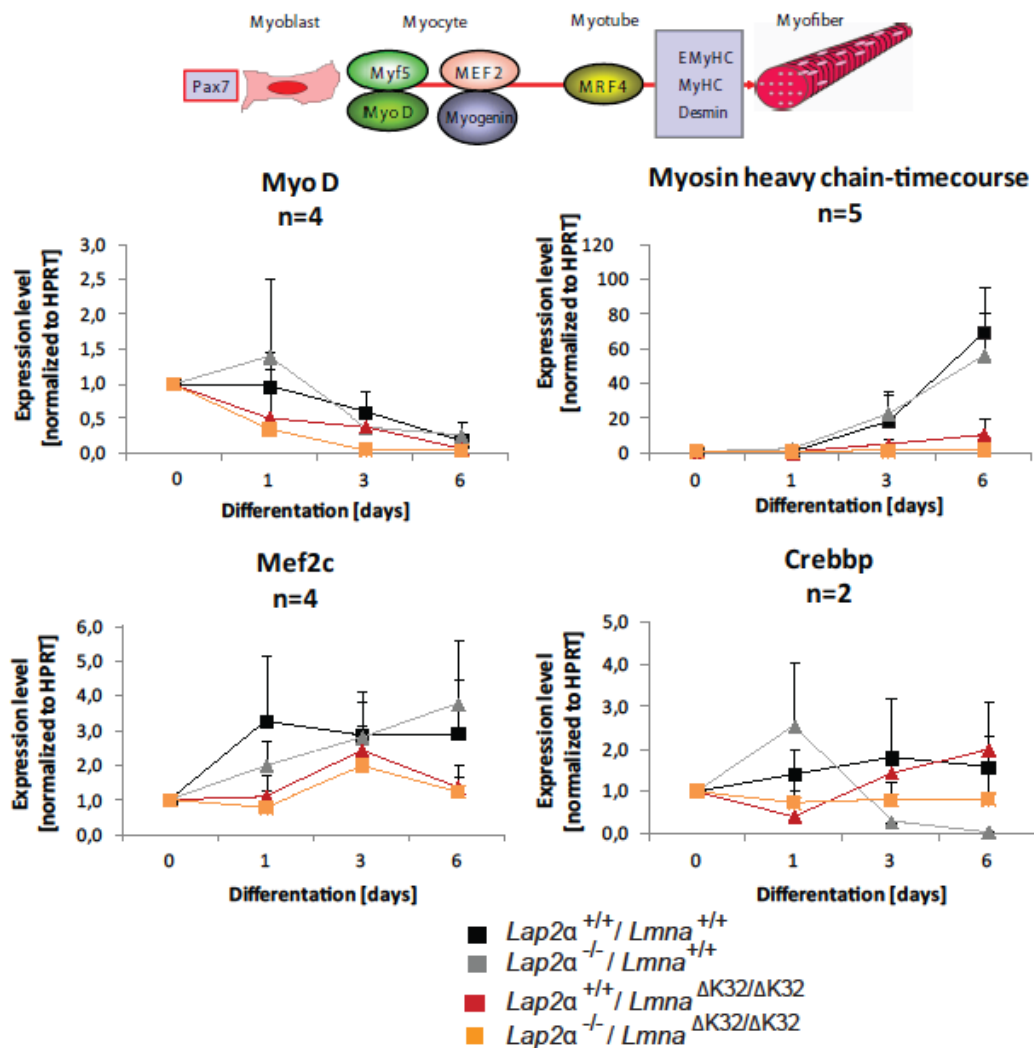 Myoblast Myocyte Myotube Myofiber
Pax7
Myf5
MyoD
MEF2
Myogenin
MRF4
EMyHC
MyHC
Desmin
Myo D
n=4
Expression level
[normalized to HPRT]
3,0
2,5
2,0
1,5
1,0
0,5
0,0
0 1 3 6
Differentation [days]
Myosin heavy chain-timecourse
n=5
Expression level
[normalized to HPRT]
120
100
80
60
40
20
0
0 1 3 6
Differentation [days]
Mef2c
n=4
Expression level
[normalized to HPRT]
6,0
5,0
4,0
3,0
2,0
1,0
0,0
0 1 3 6
Differentation [days]
Crebbp
n=2
Expression level
[normalized to HPRT]
5,0
4,0
3,0
2,0
1,0
0,0
0 1 3 6
Differentation [days]
Lap2α +/+ / Lmna +/+
Lap2α -/- / Lmna +/+
Lap2α +/+ / Lmna ΔK32/ΔK32
Lap2α -/- / Lmna ΔK32/ΔK32